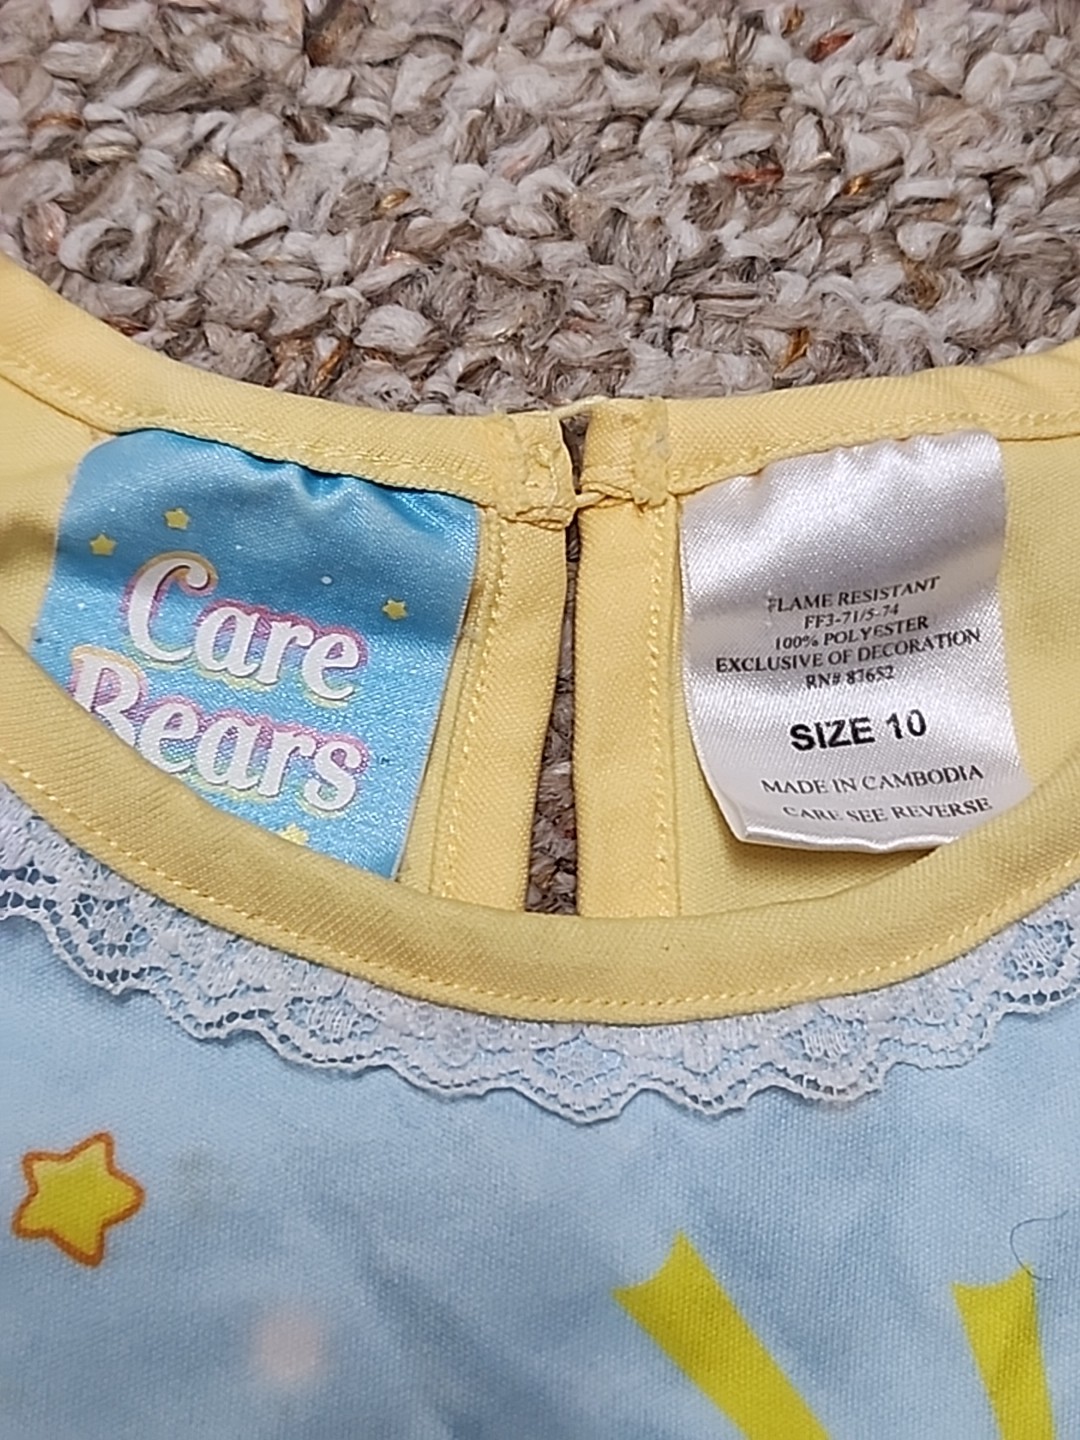 Care
Bears
FLAME RESISTANT
FF3-71/5-74
100% POLYESTER
EXCLUSIVE OF DECORATION
RN# 87652
SIZE 10
MADE IN CAMBODIA
CARE SEE REVERSE